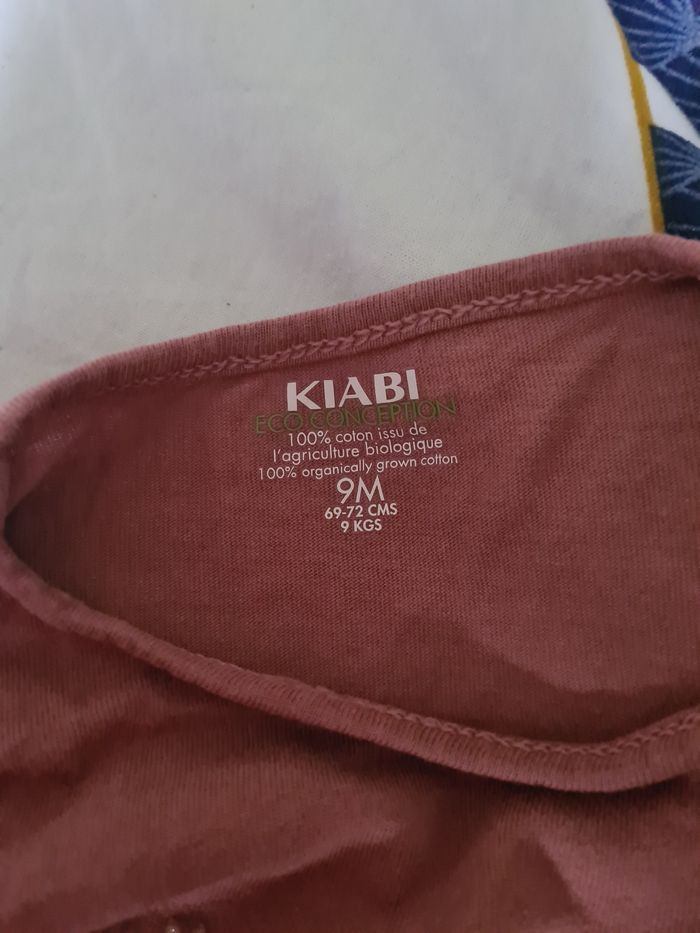 KIABI
ECO CONCEPTION
100% coton issu de
l'agriculture biologique
100% organically grown cotton
9M
69-72 CMS
9 KGS